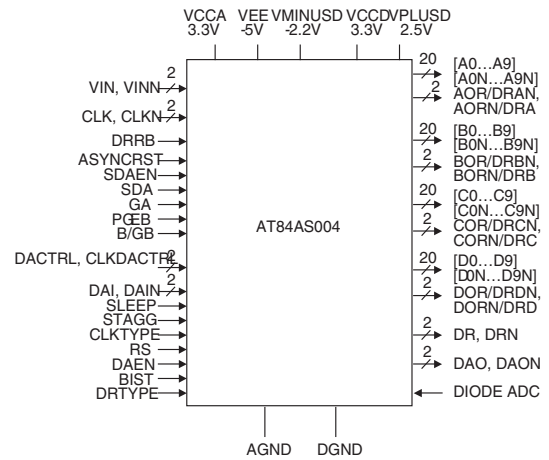 VCCA VEE VMINUSD VCCD VPLUSD
3.3V -5V -2.2V 3.3V 2.5V
2
VIN, VINN
2
CLK, CLKN
DRRB
ASYNCRST
SDAEN
SDA
GA
PGEB
B/GB
2
DACTRL, CLKDACTRL
2
DAI, DAIN
SLEEP
STAGG
CLKTYPE
RS
DAEN
BIST
DRTYPE
AT84AS004
20 [A0...A9]
[A0N...A9N]
2 AOR/DRAN,
AORN/DRA
20 [B0...B9]
[B0N...B9N]
2 BOR/DRBN,
BORN/DRB
20 [C0...C9]
[C0N...C9N]
2 COR/DRCN,
CORN/DRC
20 [D0...D9]
[D0N...D9N]
2 DOR/DRDN,
DORN/DRD
2 DR, DRN
2 DAO, DAON
DIODE ADC
AGND DGND